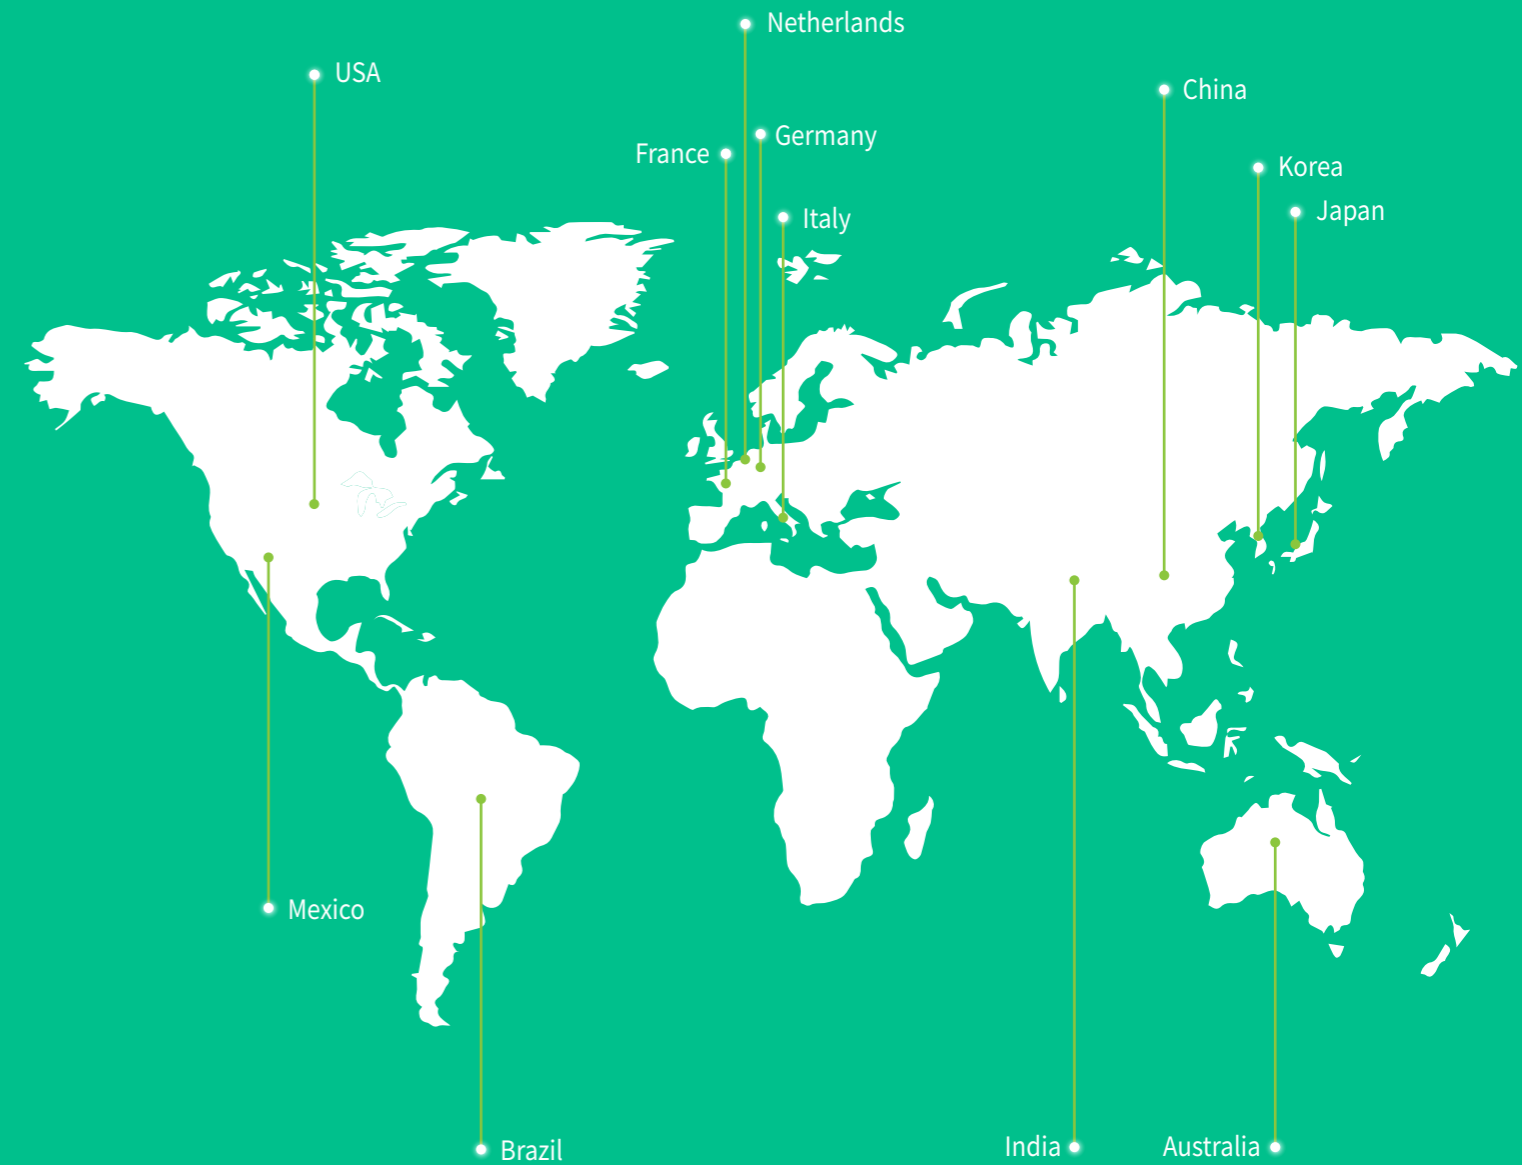 Netherlands
USA
China
Germany
France
Korea
Japan
Italy
Mexico
India
Australia
Brazil